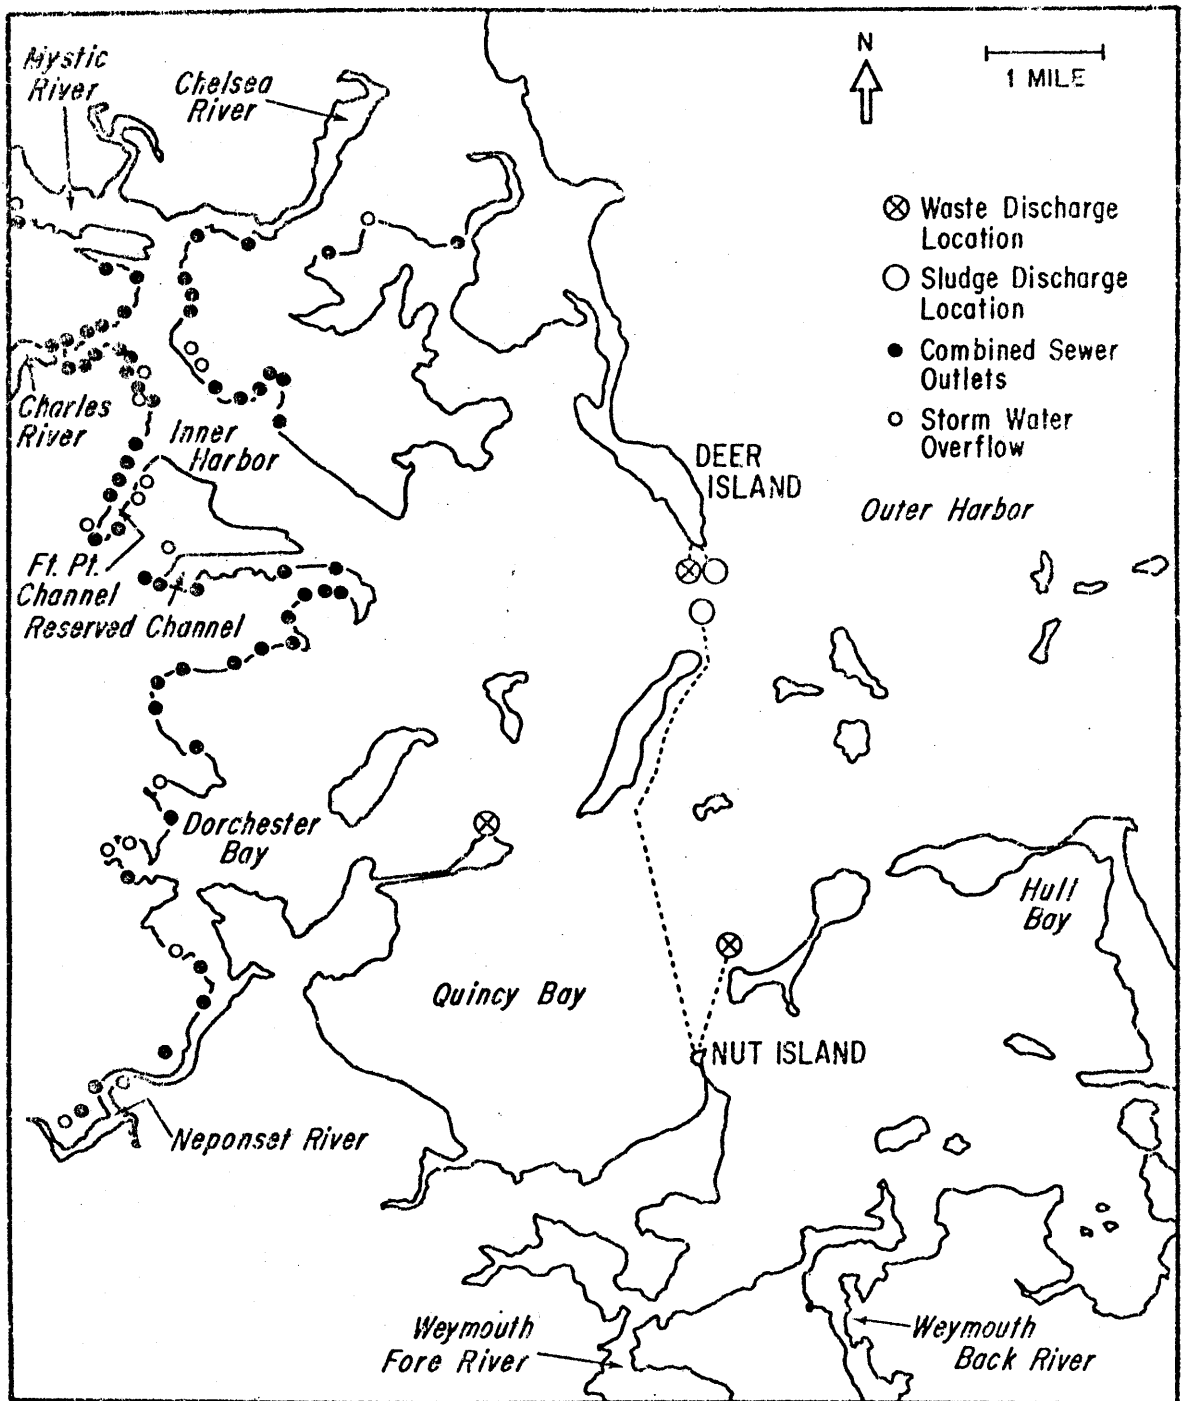 Mystic
River
Chelsea
River
N
1 MILE
Waste Discharge
Location
Sludge Discharge
Location
Combined Sewer
Outlets
Storm Water
Overflow
Charles
River
Inner
Harbor
DEER
ISLAND
Outer Harbor
Ft. Pt.
Channel
Reserved Channel
Dorchester
Bay
Hull
Bay
Quincy Bay
NUT ISLAND
Neponset River
Weymouth
Fore River
Weymouth
Back River